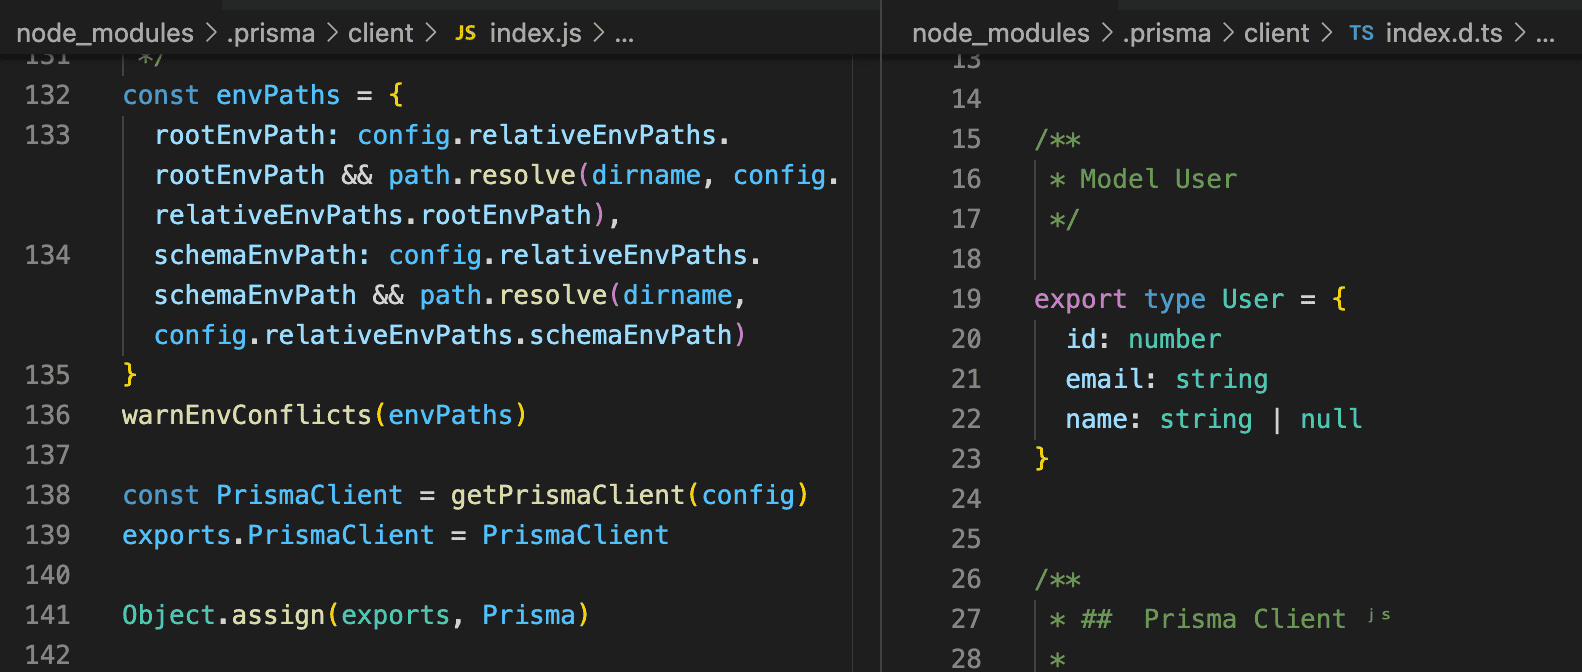 node_modules > .prisma > client > JS index.js > ...
131 */
132 const envPaths = {
133 rootEnvPath: config.relativeEnvPaths.
rootEnvPath && path.resolve(dirname, config.
relativeEnvPaths.rootEnvPath),
134 schemaEnvPath: config.relativeEnvPaths.
schemaEnvPath && path.resolve(dirname,
config.relativeEnvPaths.schemaEnvPath)
135 }
136 warnEnvConflicts(envPaths)
137
138 const PrismaClient = getPrismaClient(config)
139 exports.PrismaClient = PrismaClient
140
141 Object.assign(exports, Prisma)
142
node_modules > .prisma > client > TS index.d.ts > ...
13
14
15 /**
16 * Model User
17 */
18
19 export type User = {
20 id: number
21 email: string
22 name: string | null
23 }
24
25
26 /**
27 * ## Prisma Client ʲˢ
28 *